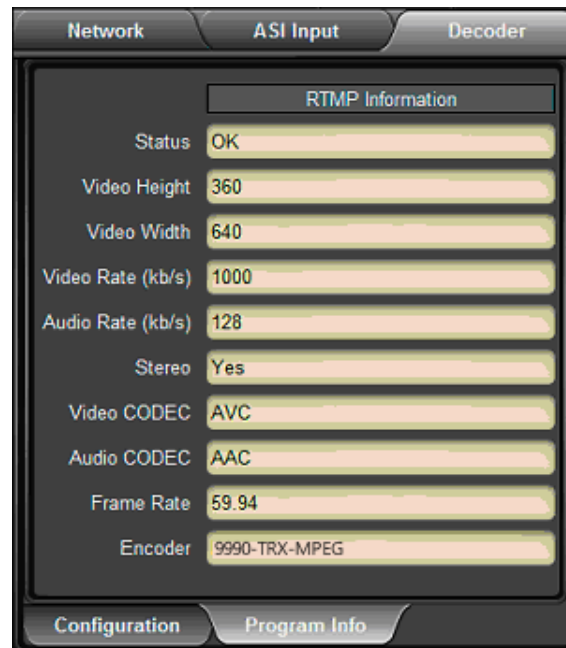 Network ASI Input Decoder
RTMP Information
Status OK
Video Height 360
Video Width 640
Video Rate (kb/s) 1000
Audio Rate (kb/s) 128
Stereo Yes
Video CODEC AVC
Audio CODEC AAC
Frame Rate 59.94
Encoder 9990-TRX-MPEG
Configuration Program Info